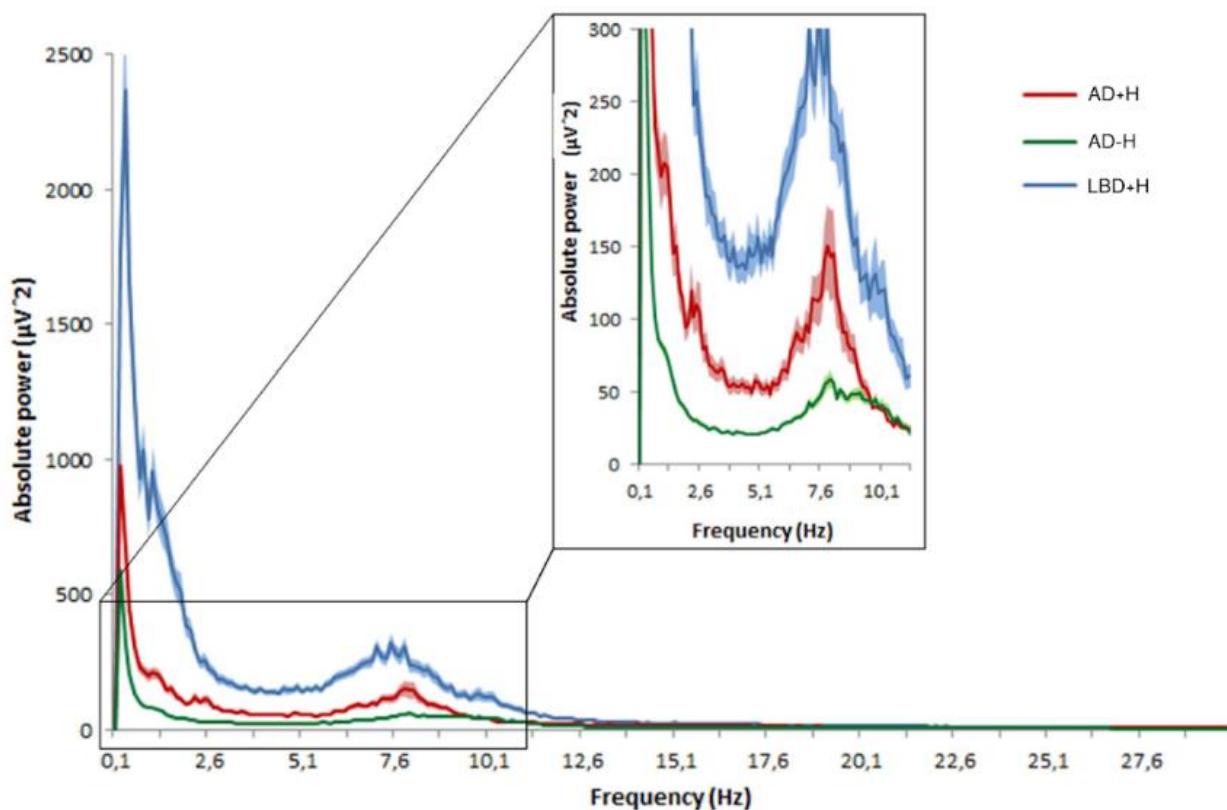 2500
2000
1500
1000
500
0
Absolute power (µV^2)
0,1 2,6 5,1 7,6 10,1 12,6 15,1 17,6 20,1 22,6 25,1 27,6
Frequency (Hz)
300
250
200
150
100
50
0
Absolute power (µV^2)
0,1 2,6 5,1 7,6 10,1
Frequency (Hz)
AD+H
AD-H
LBD+H